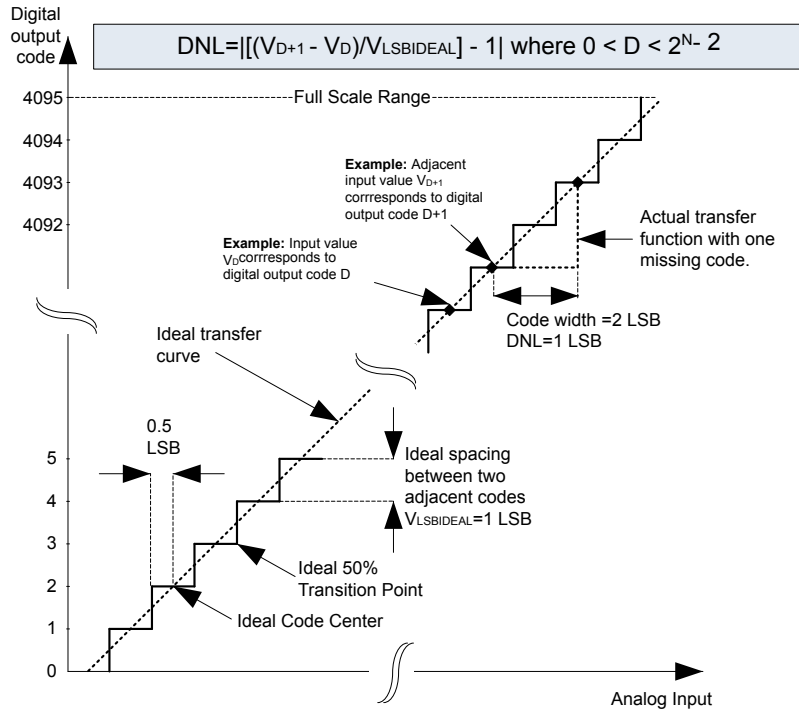 Digital
output
code
DNL=|[(VD+1 - VD)/VLSBIDEAL] - 1| where 0 < D < 2^N - 2
4095
Full Scale Range
4094
4093
4092
Example: Adjacent
input value VD+1
corrresponds to digital
output code D+1
Example: Input value
VDcorrresponds to
digital output code D
Actual transfer
function with one
missing code.
Code width =2 LSB
DNL=1 LSB
Ideal transfer
curve
0.5
LSB
5
4
3
2
1
0
Ideal spacing
between two
adjacent codes
VLSBIDEAL=1 LSB
Ideal 50%
Transition Point
Ideal Code Center
Analog Input